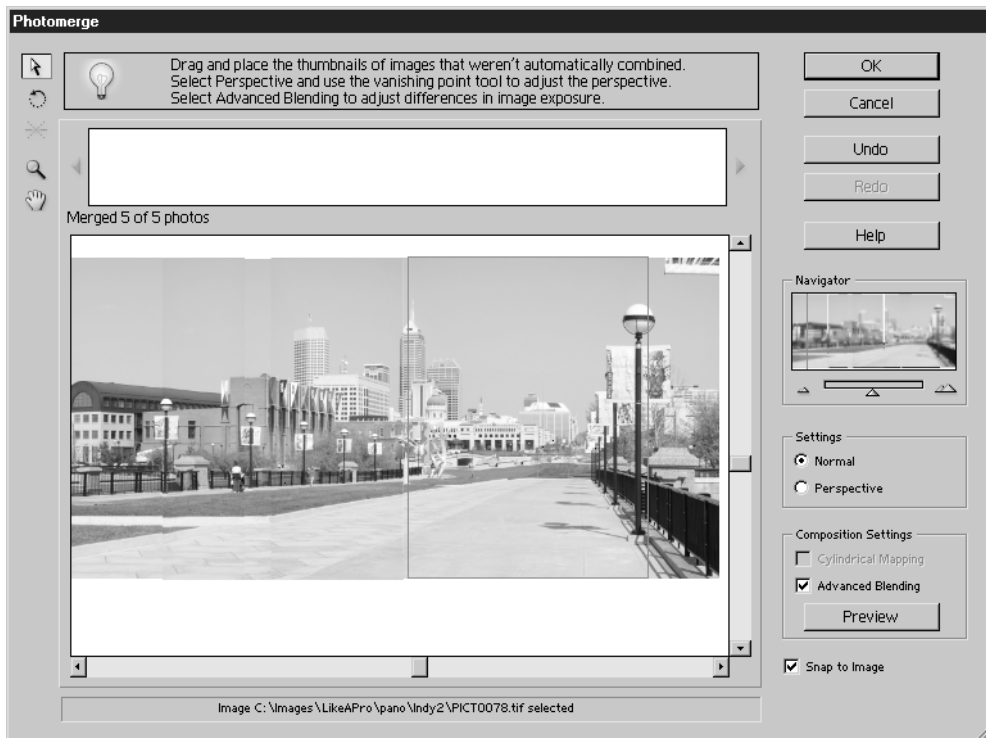 Photomerge
Drag and place the thumbnails of images that weren't automatically combined.
Select Perspective and use the vanishing point tool to adjust the perspective.
Select Advanced Blending to adjust differences in image exposure.
OK
Cancel
Undo
Redo
Help
Merged 5 of 5 photos
Navigator
Settings
Normal
Perspective
Composition Settings
Cylindrical Mapping
Advanced Blending
Preview
Snap to Image
Image C:\Images\LikeAPro\pano\Indy2\PICT0078.tif selected